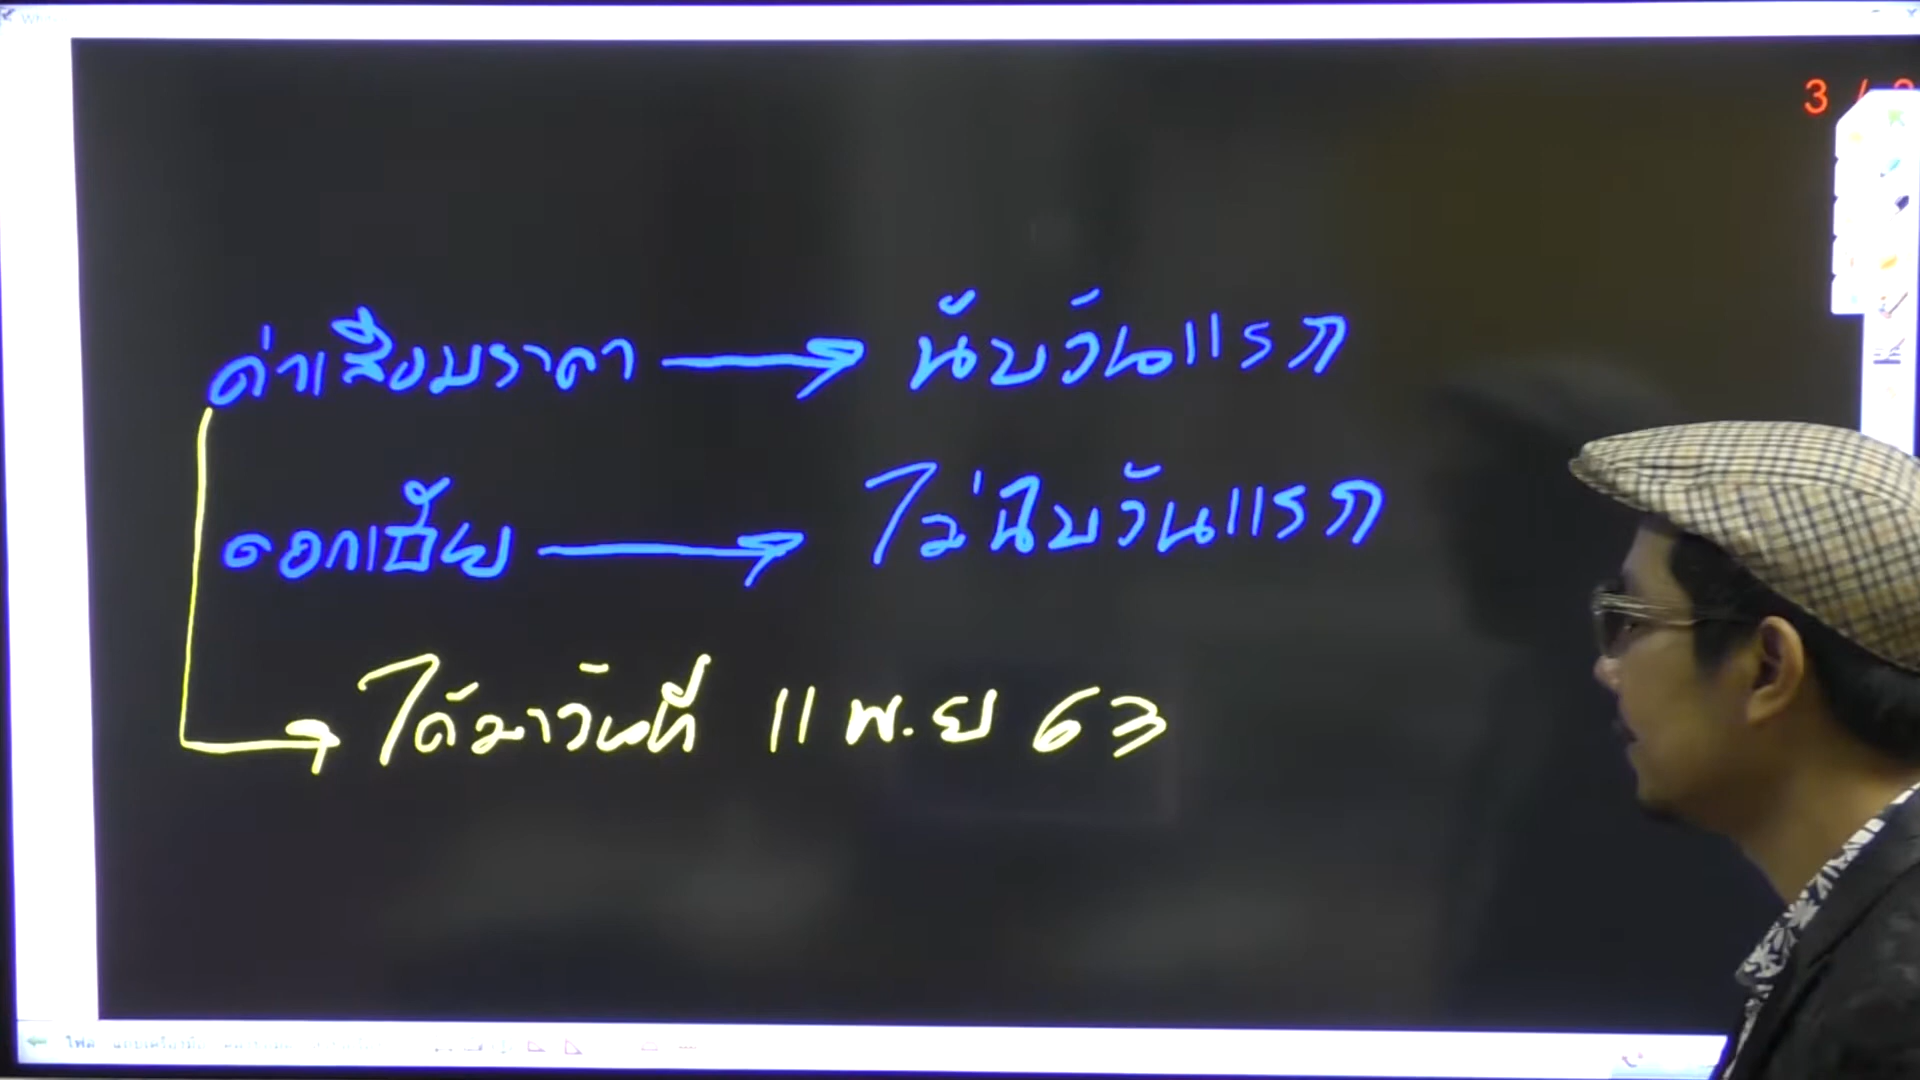 3 /
ค่าเสื่อมราคา → นับวันแรก
ดอกเบี้ย → ไม่นับวันแรก
→ ได้มาวันที่ 11 พ.ย 63